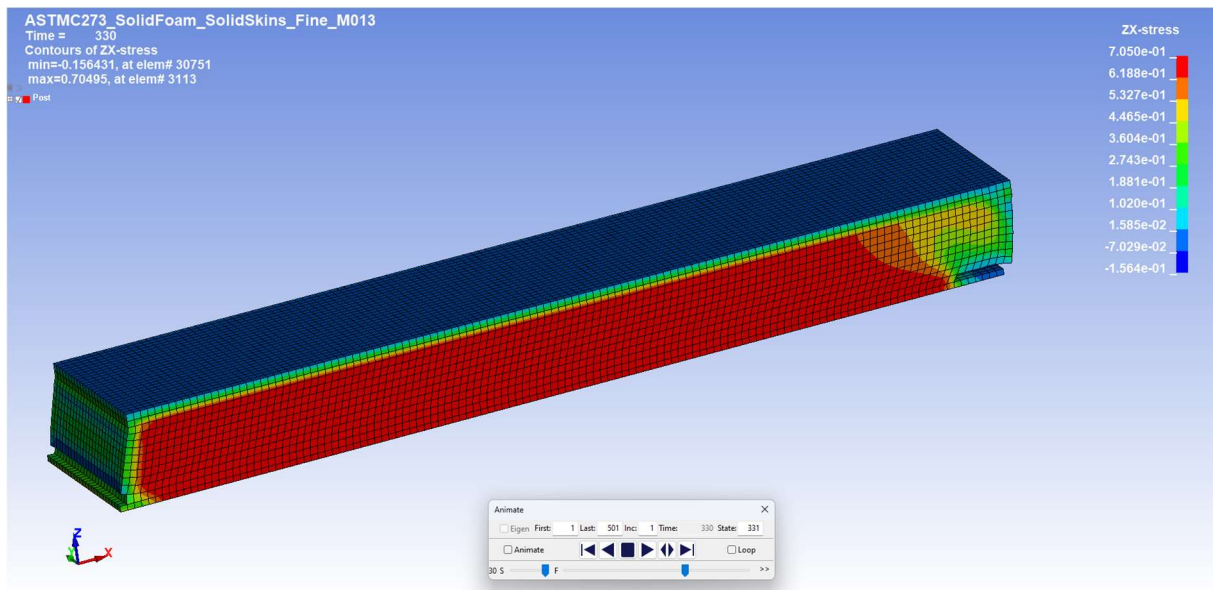 ASTMC273_SolidFoam_SolidSkins_Fine_M013
Time =     330
Contours of ZX-stress
min=-0.156431, at elem# 30751
max=0.70495, at elem# 3113
Post
ZX-stress
7.050e-01
6.188e-01
5.327e-01
4.465e-01
3.604e-01
2.743e-01
1.881e-01
1.020e-01
1.585e-02
-7.029e-02
-1.564e-01
Z
Y
X
Animate
Eigen First: 1 Last: 501 Inc: 1 Time: 330 State: 331
Animate Loop
30 S F >>